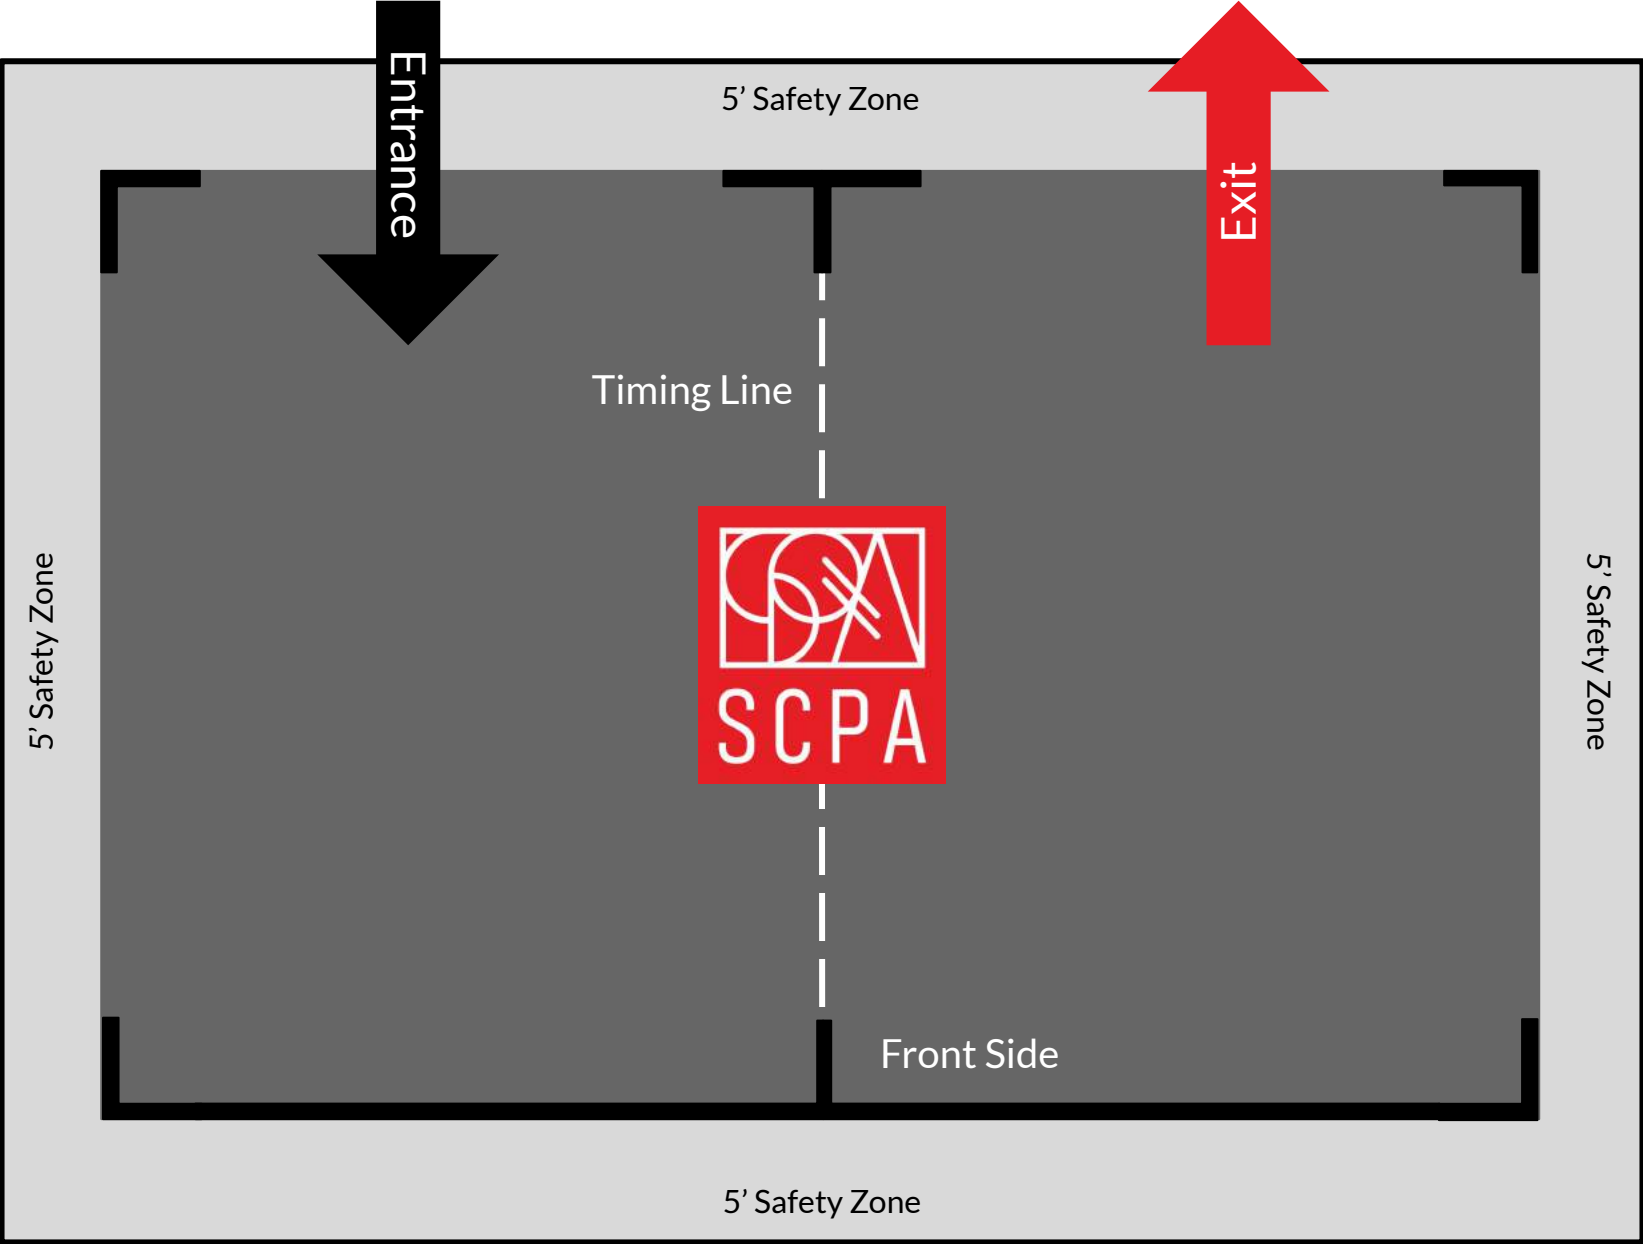 Entrance
5’ Safety Zone
Exit
Timing Line
5’ Safety Zone
SCPA
5’ Safety Zone
Front Side
5’ Safety Zone